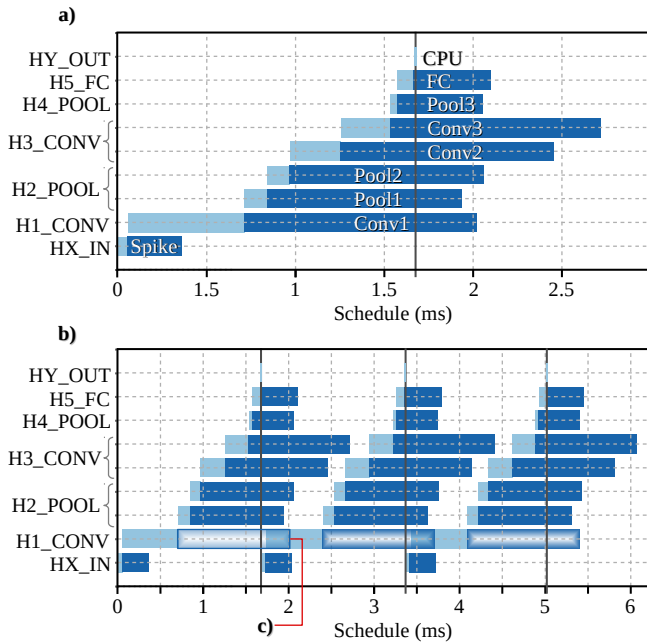 a)
HY_OUT
CPU
H5_FC
FC
H4_POOL
Pool3
H3_CONV
Conv3
Conv2
H2_POOL
Pool2
Pool1
H1_CONV
Conv1
HX_IN
Spike
0 1.5 1 1.5 2 2.5
Schedule (ms)
b)
HY_OUT
H5_FC
H4_POOL
H3_CONV
H2_POOL
H1_CONV
HX_IN
0 1 2 3 4 5 6
c)
Schedule (ms)